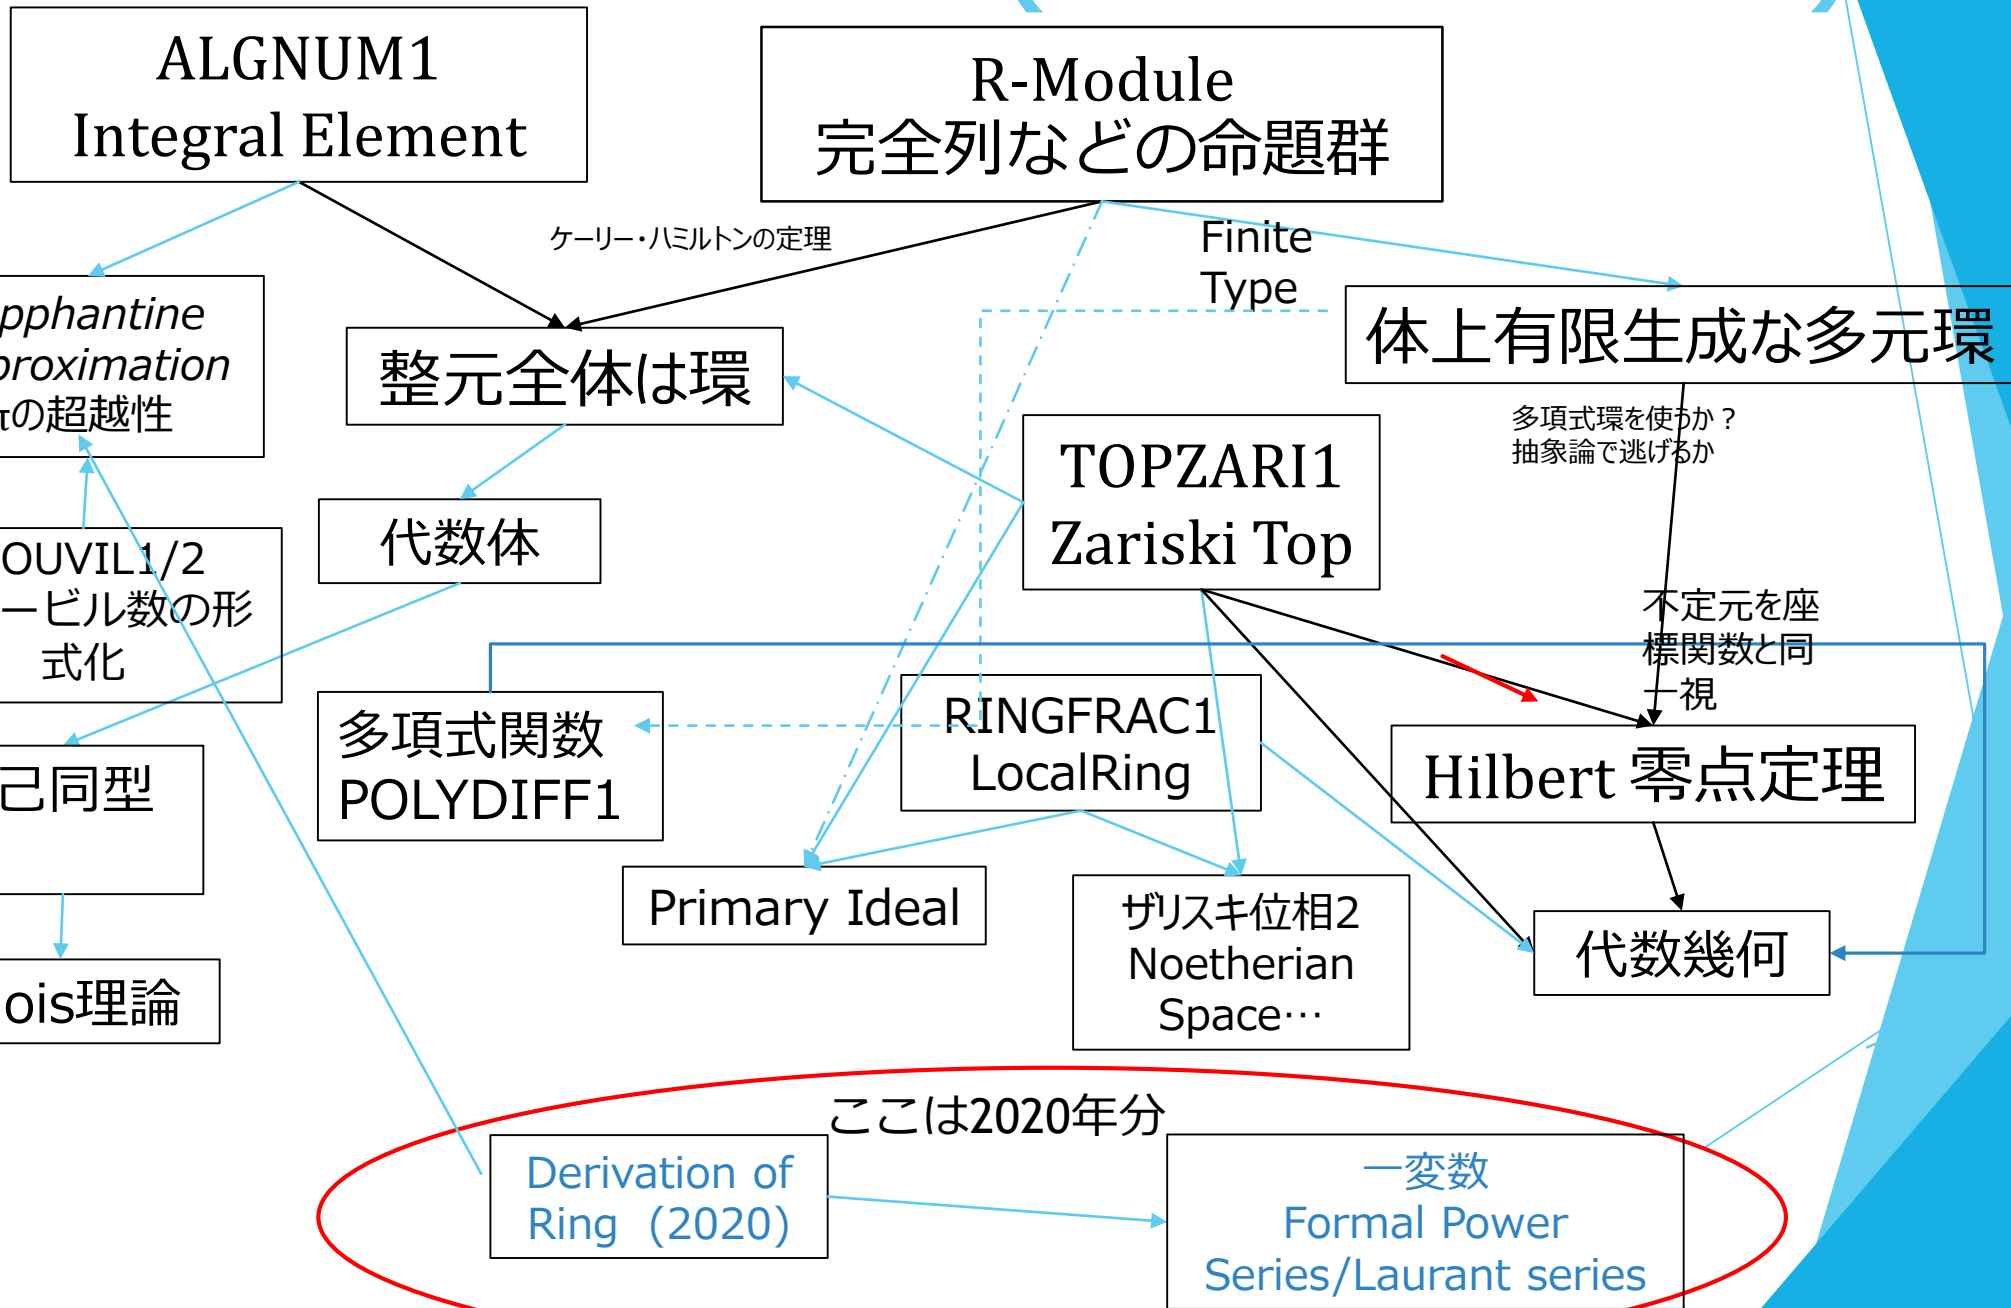 ALGNUM1
Integral Element
R-Module
完全列などの命題群
ケーリー・ハミルトンの定理
Finite
Type
pphantine
proximation
の超越性
整元全体は環
体上有限生成な多元環
多項式環を使うか？
抽象論で逃げるか
TOPZARI1
Zariski Top
代数体
OUVIL1/2
ービル数の形
式化
不定元を座
標関数と同
一視
多項式関数
POLYDIFF1
RINGFRAC1
LocalRing
Hilbert 零点定理
己同型
Primary Ideal
ザリスキ位相2
Noetherian
Space…
代数幾何
ois理論
ここは2020年分
Derivation of
Ring (2020)
一変数
Formal Power
Series/Laurant series